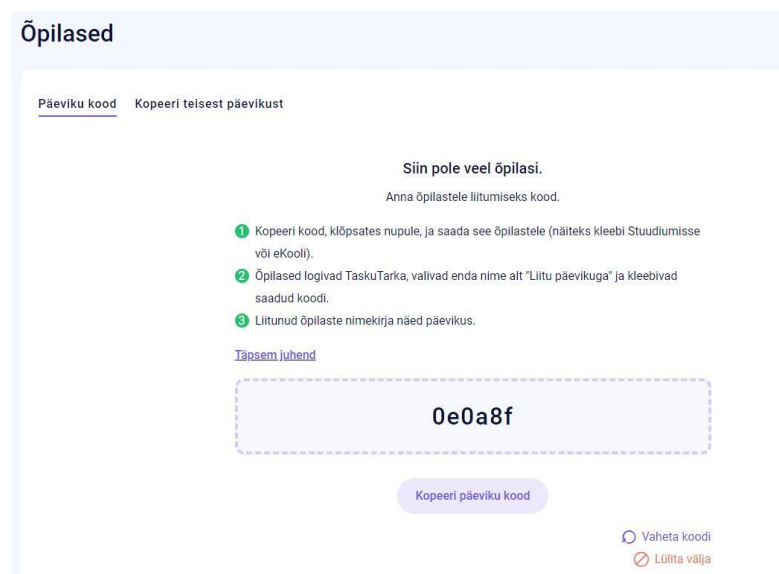 Õpilased
Päeviku kood Kopeeri teisest päevikust
Siin pole veel õpilasi.
Anna õpilastele liitumiseks kood.
1 Kopeeri kood, klõpsates nupule, ja saada see õpilastele (näiteks kleebi Stuudiumisse
või eKooli).
2 Õpilased logivad TaskuTarka, valivad enda nime alt "Liitu päevikuga" ja kleebivad
saadud koodi.
3 Liitunud õpilaste nimekirja näed päevikus.
Täpsem juhend
0e0a8f
Kopeeri päeviku kood
Vaheta koodi
Lülita välja